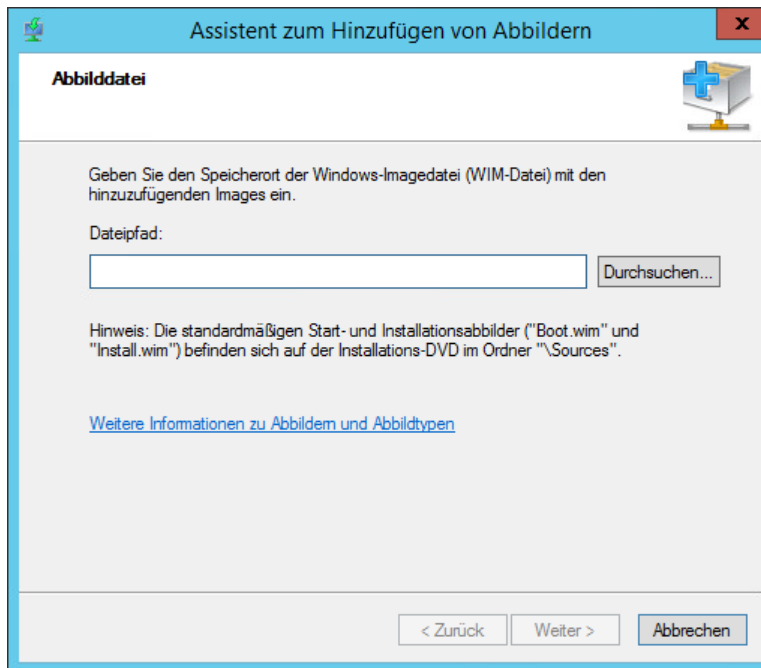 Assistent zum Hinzufügen von Abbildern
x
Abbilddatei
Geben Sie den Speicherort der Windows-Imagedatei (WIM-Datei) mit den
hinzuzufügenden Images ein.
Dateipfad:
Durchsuchen...
Hinweis: Die standardmäßigen Start- und Installationsabbilder ("Boot.wim" und
"Install.wim") befinden sich auf der Installations-DVD im Ordner "\Sources".
Weitere Informationen zu Abbildern und Abbildtypen
< Zurück Weiter > Abbrechen